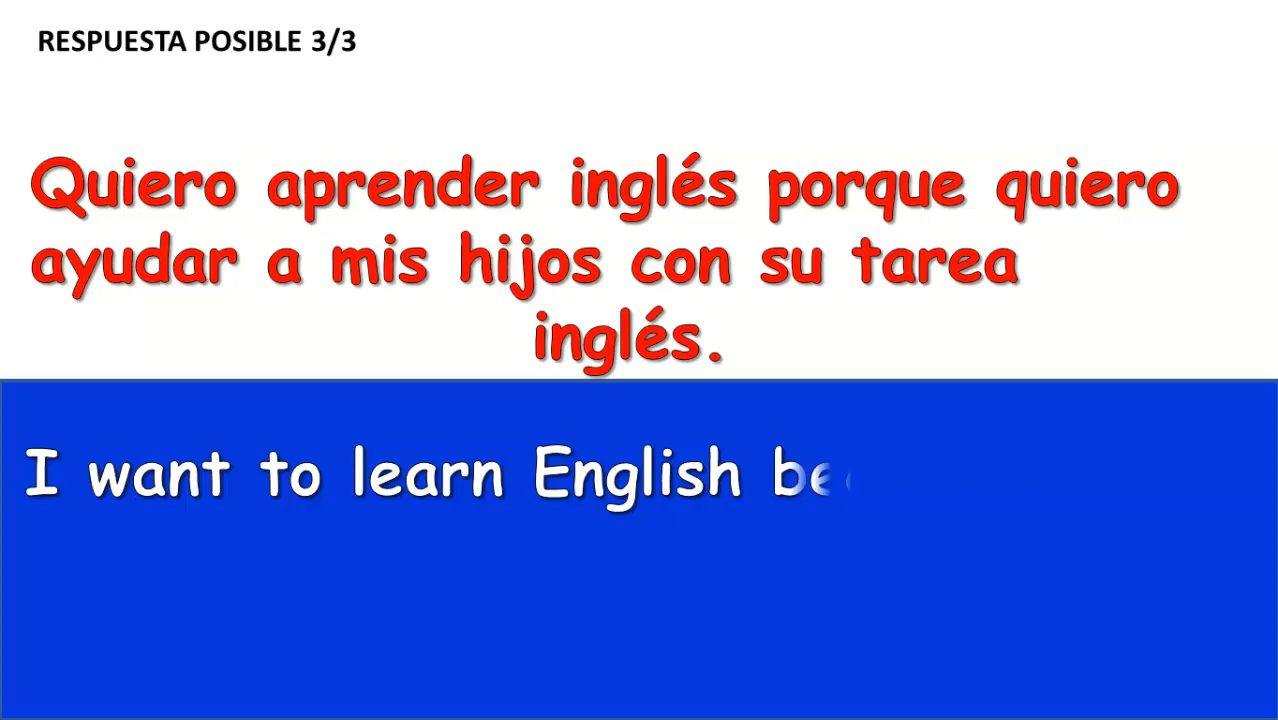 RESPUESTA POSIBLE 3/3
Quiero aprender inglés porque quiero
ayudar a mis hijos con su tarea
inglés.
I want to learn English